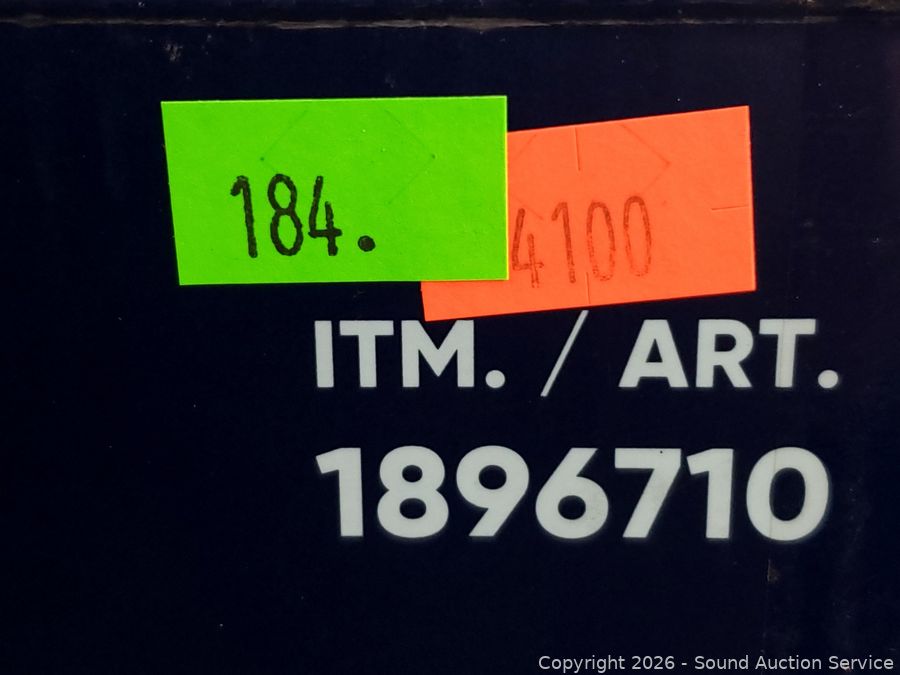 184.
4100
ITM. / ART.
1896710
Copyright 2026 - Sound Auction Service